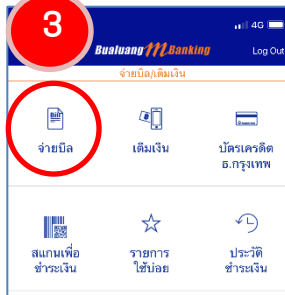 3
4G
Bualuang mBanking
Log Out
จ่ายบิล/เติมเงิน
Bill
จ่ายบิล
เติมเงิน
บัตรเครดิต
ธ.กรุงเทพ
สแกนเพื่อ
ชำระเงิน
รายการ
ใช้บ่อย
ประวัติ
ชำระเงิน